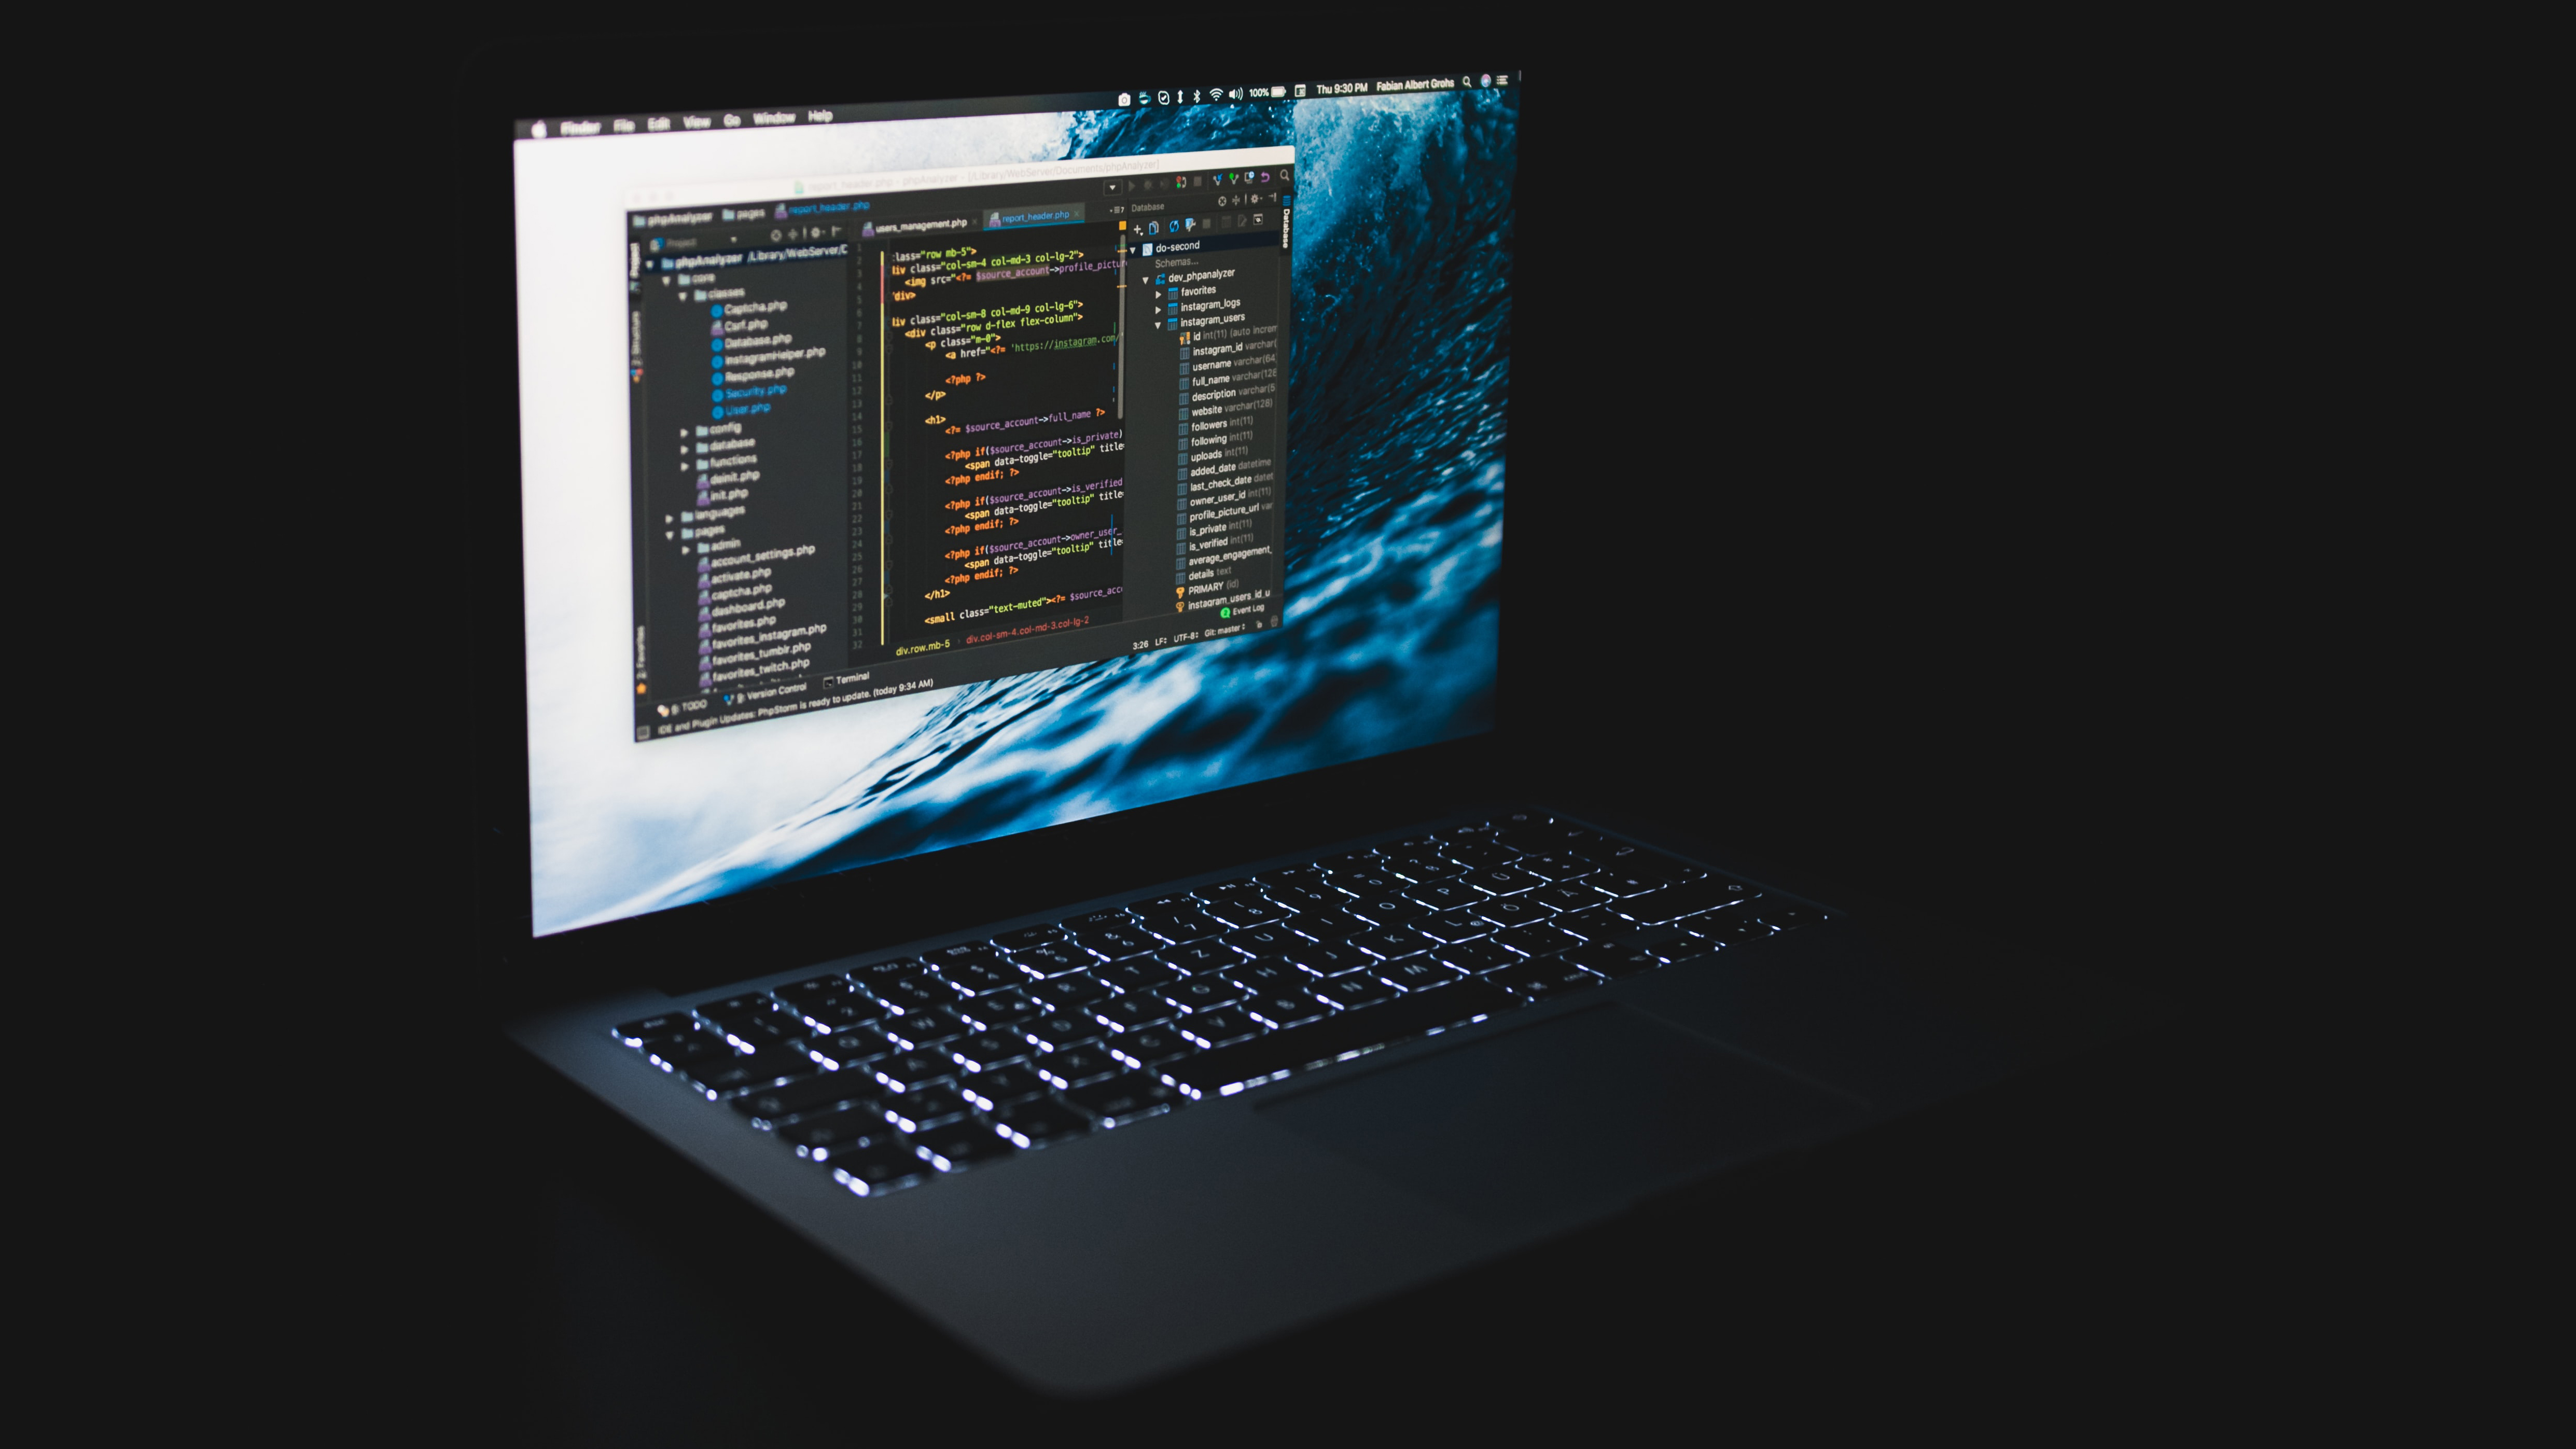 Finder File Edit View Go Window Help
100% Thu 9:30 PM Fabian Albert Grohs
report_header.php - phpAnalyzer - [/Library/WebServer/Documents/phpAnalyzer]
phpAnalyzer pages report_header.php
Project
phpAnalyzer /Library/WebServer/D
core
classes
Captcha.php
Csrf.php
Database.php
InstagramHelper.php
Response.php
Security.php
User.php
config
database
functions
deinit.php
init.php
languages
pages
admin
account_settings.php
activate.php
captcha.php
dashboard.php
favorites.php
favorites_instagram.php
favorites_tumblr.php
favorites_twitch.php
users_management.php report_header.php
lass="row mb-5">
div class="col-sm-4 col-md-3 col-lg-2">
<img src="<?= $source_account->profile_pictur
/div>
div class="col-sm-8 col-md-9 col-lg-6">
<div class="row d-flex flex-column">
<p class="m-0">
<a href="<?= 'https://instagram.com/
<?php ?>
</p>
<h1>
<?= $source_account->full_name ?>
<?php if($source_account->is_private)
<span data-toggle="tooltip" title
<?php endif; ?>
<?php if($source_account->is_verified
<span data-toggle="tooltip" title
<?php endif; ?>
<?php if($source_account->owner_user_
<span data-toggle="tooltip" title
<?php endif; ?>
</h1>
<small class="text-muted"><?= $source_acc
div.row.mb-5 div.col-sm-4.col-md-3.col-lg-2
Database
do-second
Schemas...
dev_phpanalyzer
favorites
instagram_logs
instagram_users
id int(11) (auto increm
instagram_id varchar(
username varchar(64
full_name varchar(128
description varchar(5
website varchar(128)
followers int(11)
following int(11)
uploads int(11)
added_date datetime
last_check_date datet
owner_user_id int(11)
profile_picture_url var
is_private int(11)
is_verified int(11)
average_engagement_
details text
PRIMARY (id)
instagram_users_id_u
Event Log
3:26 LF UTF-8 Git: master
TODO 9: Version Control Terminal
IDE and Plugin Updates: PhpStorm is ready to update. (today 9:34 AM)